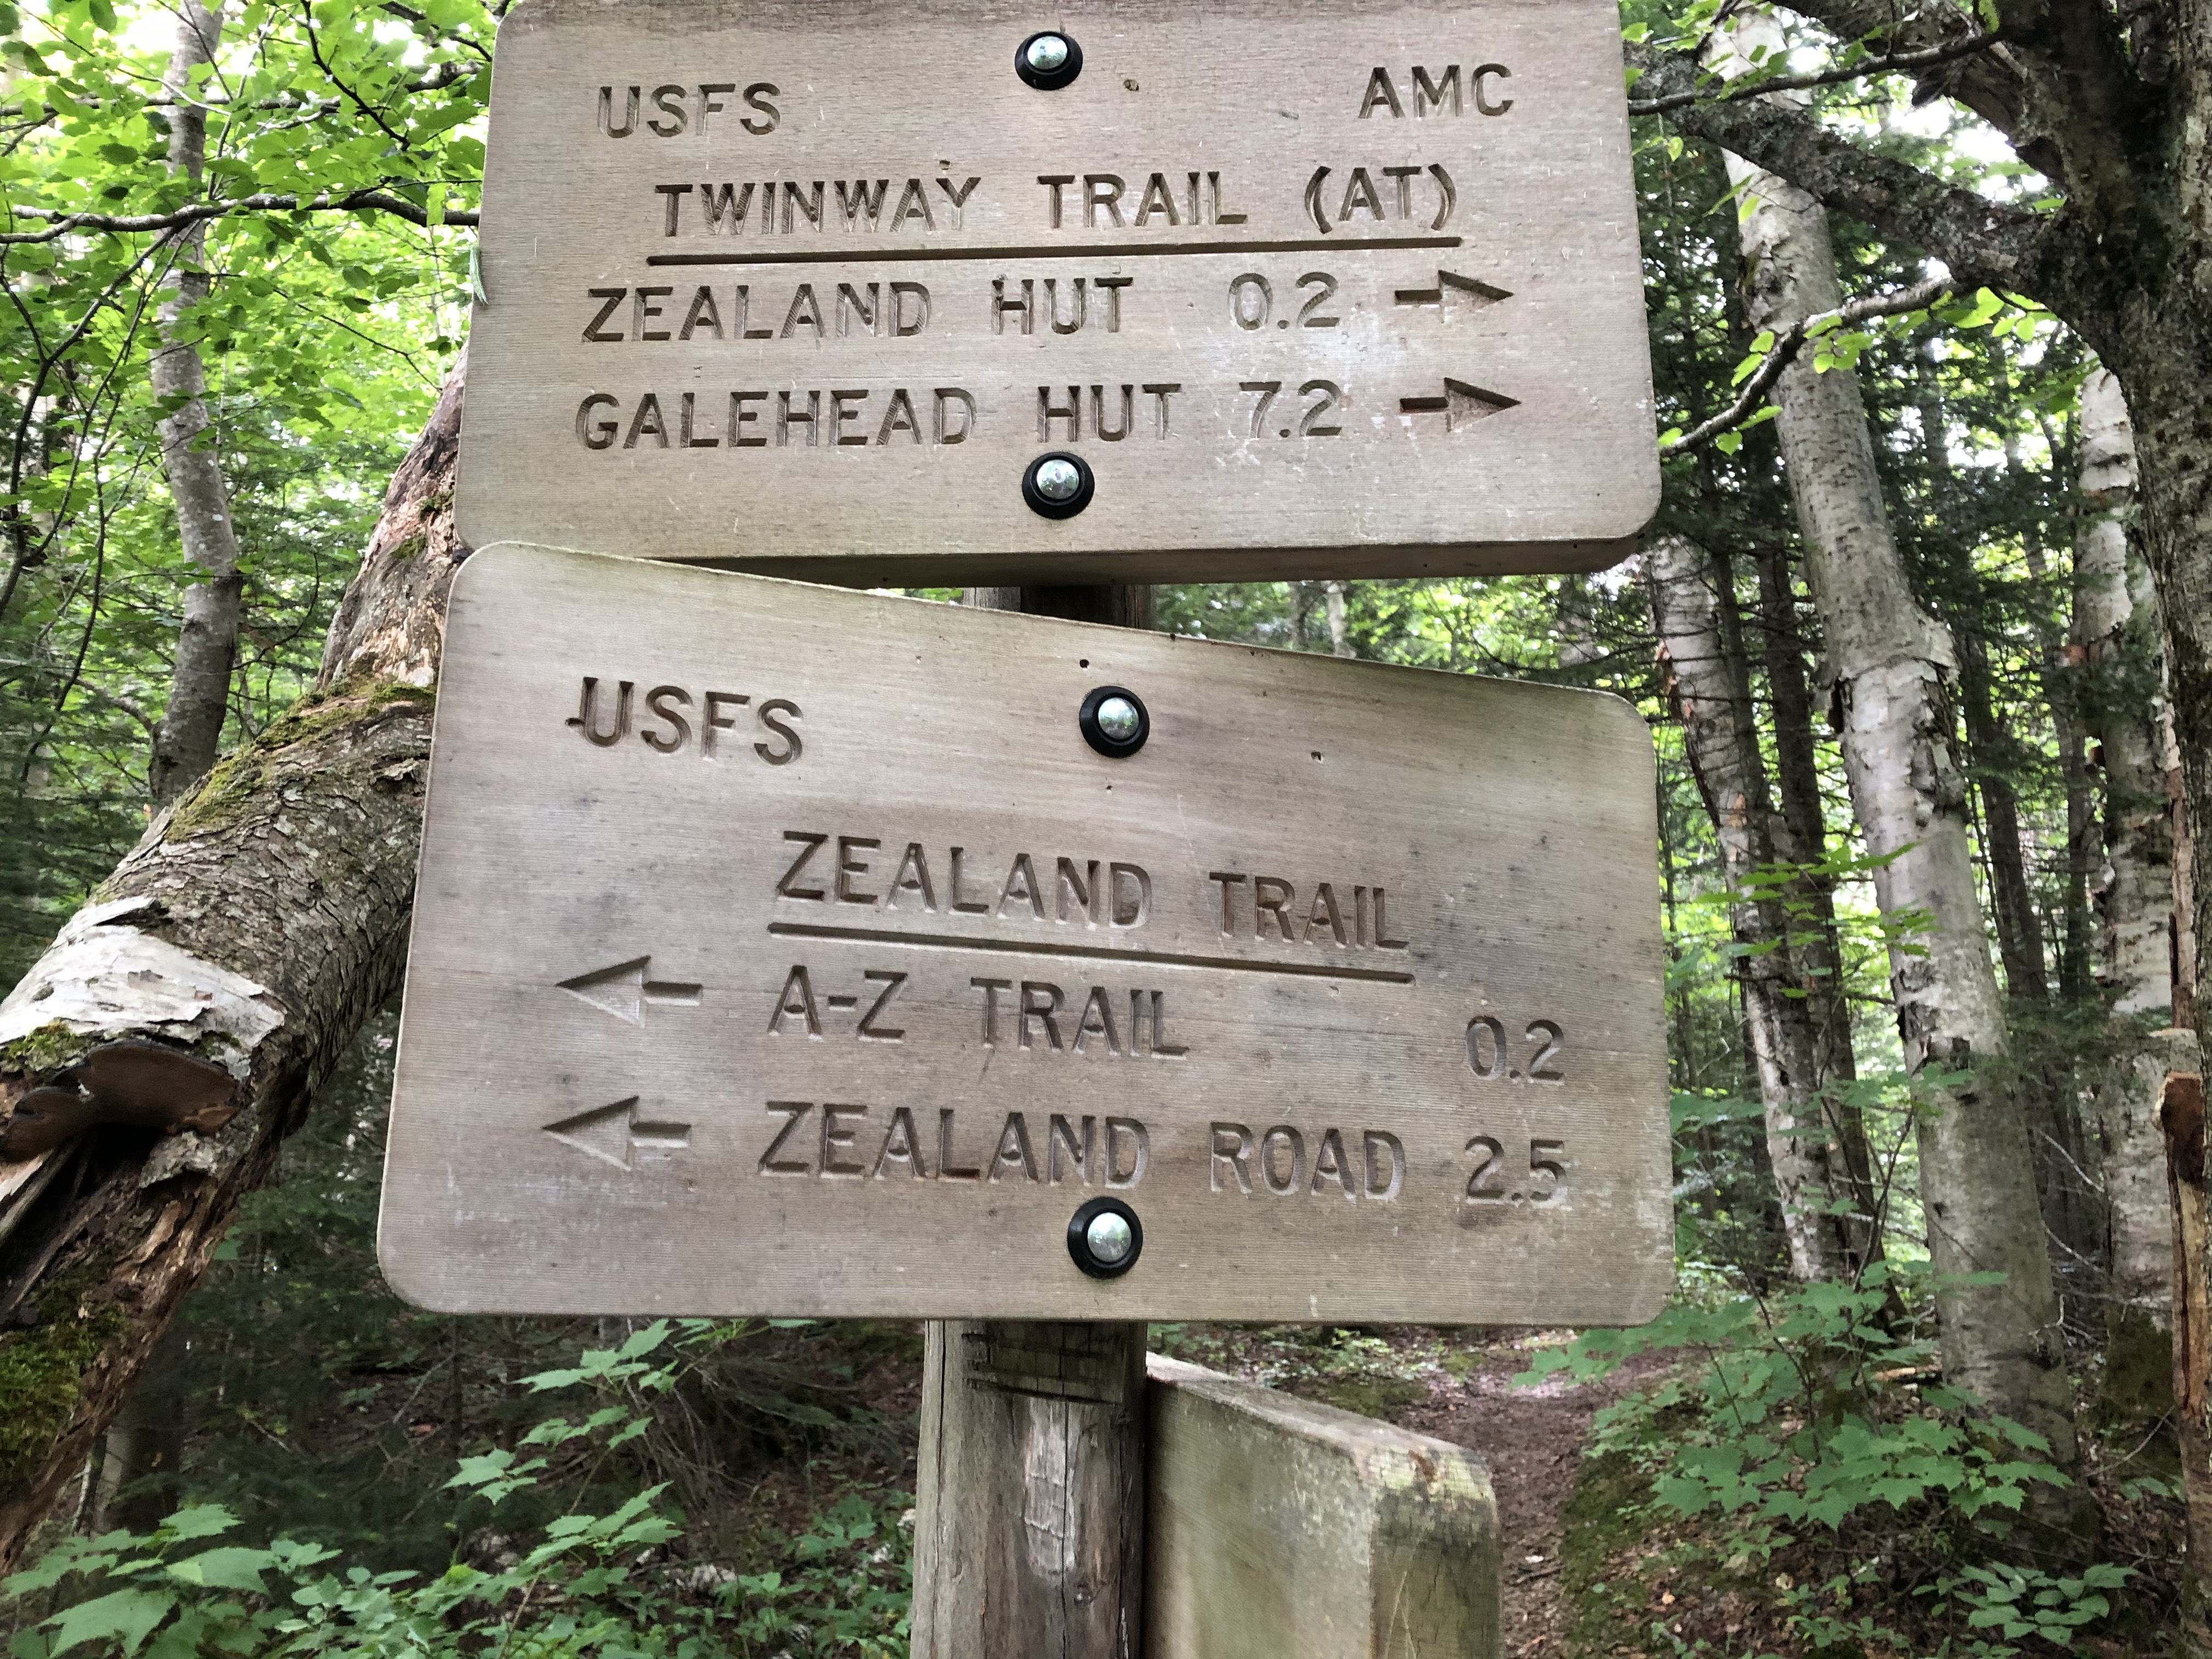 USFS AMC
TWINWAY TRAIL (AT)
ZEALAND HUT 0.2 →
GALEHEAD HUT 7.2 →
USFS
ZEALAND TRAIL
← A-Z TRAIL 0.2
← ZEALAND ROAD 2.5